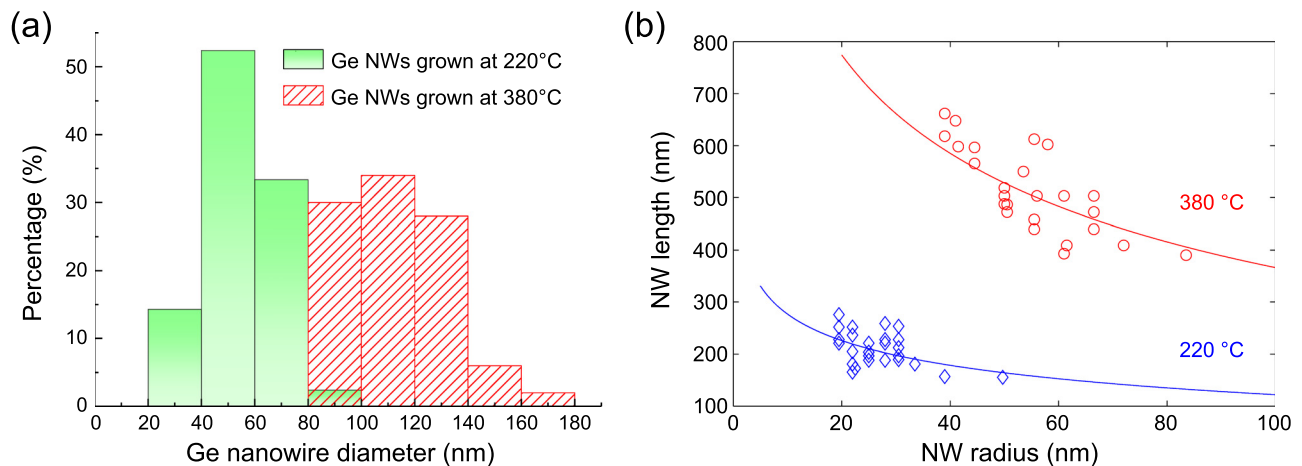 (a)
Ge NWs grown at 220°C
Ge NWs grown at 380°C
50
40
30
20
10
0
Percentage (%)
0 20 40 60 80 100 120 140 160 180
Ge nanowire diameter (nm)
(b)
800
700
600
500
400
300
200
100
NW length (nm)
380 °C
220 °C
0 20 40 60 80 100
NW radius (nm)